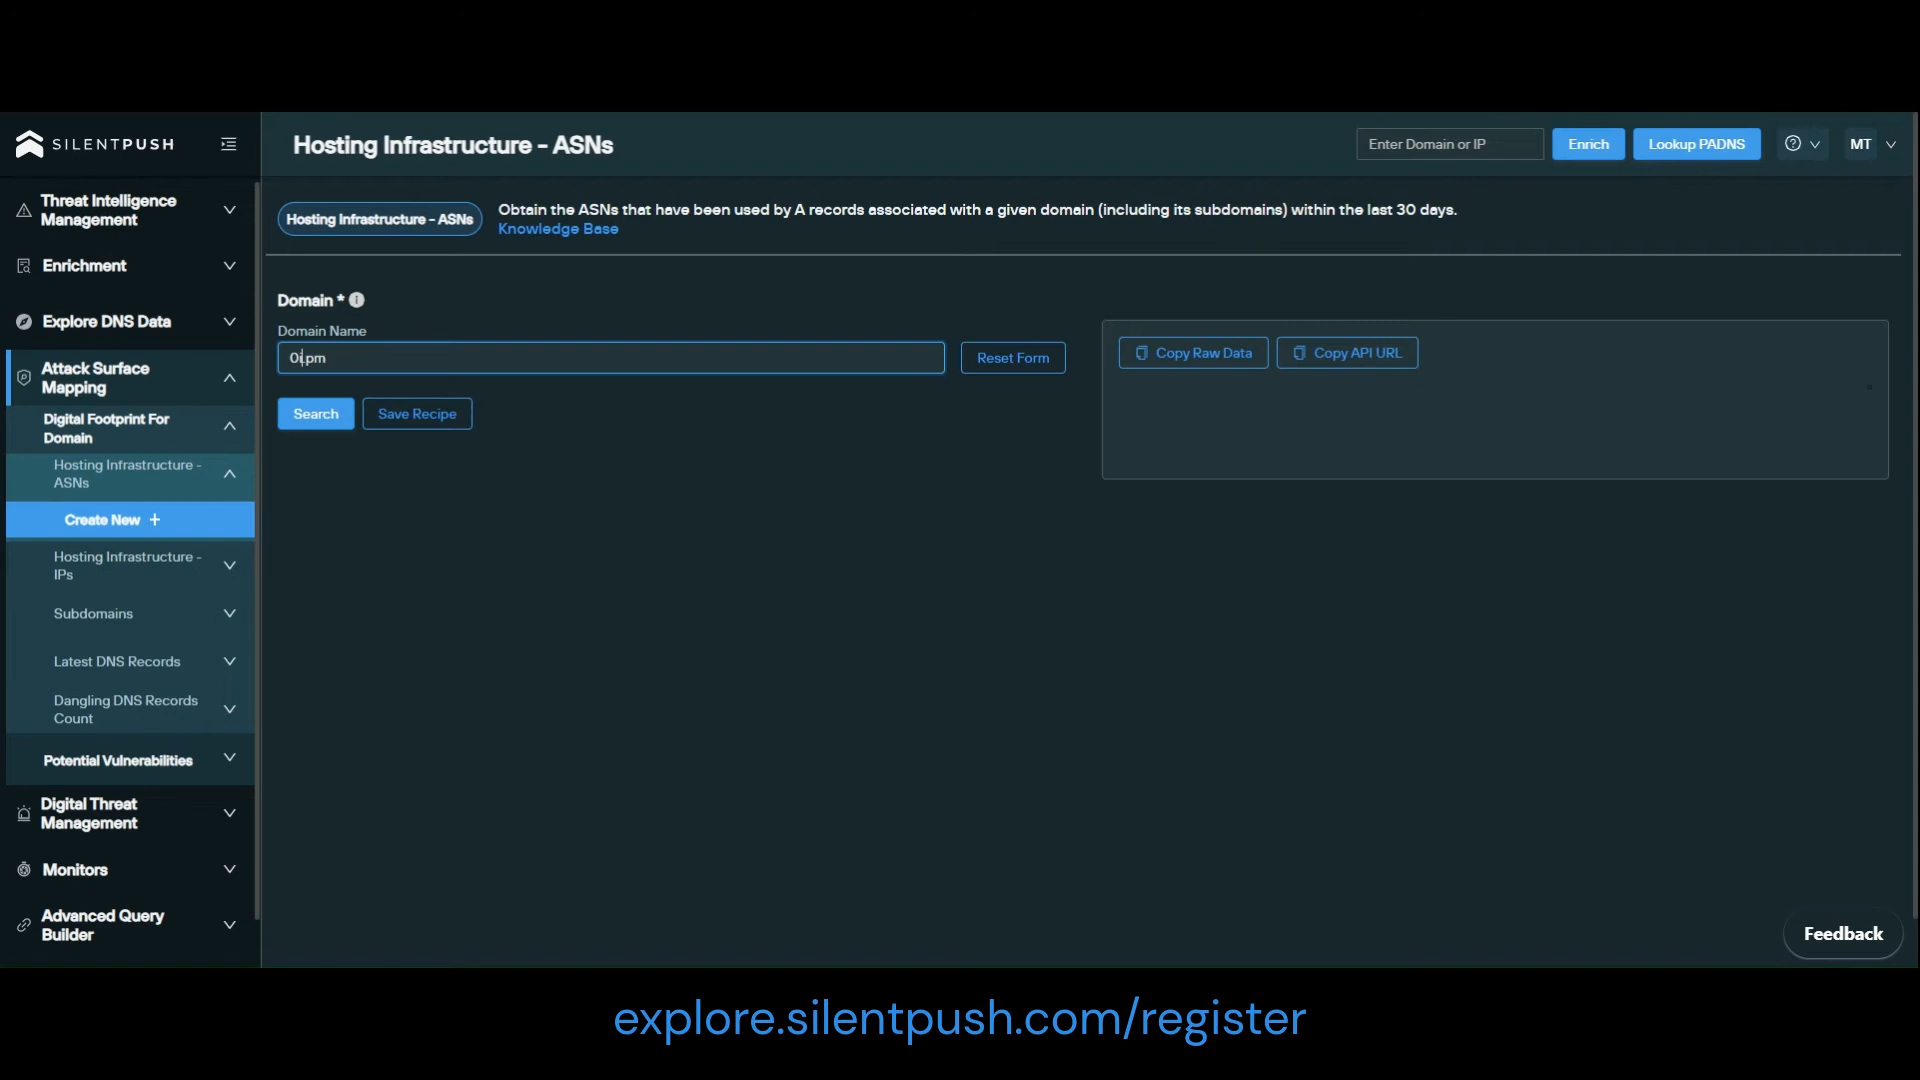 SILENTPUSH
Hosting Infrastructure - ASNs
Enter Domain or IP
Enrich
Lookup PADNS
MT
Threat Intelligence
Management
Enrichment
Explore DNS Data
Attack Surface
Mapping
Digital Footprint For
Domain
Hosting Infrastructure -
ASNs
Create New +
Hosting Infrastructure -
IPs
Subdomains
Latest DNS Records
Dangling DNS Records
Count
Potential Vulnerabilities
Digital Threat
Management
Monitors
Advanced Query
Builder
Hosting Infrastructure - ASNs
Obtain the ASNs that have been used by A records associated with a given domain (including its subdomains) within the last 30 days.
Knowledge Base
Domain *
Domain Name
Reset Form
Search
Save Recipe
Copy Raw Data
Copy API URL
Feedback
explore.silentpush.com/register